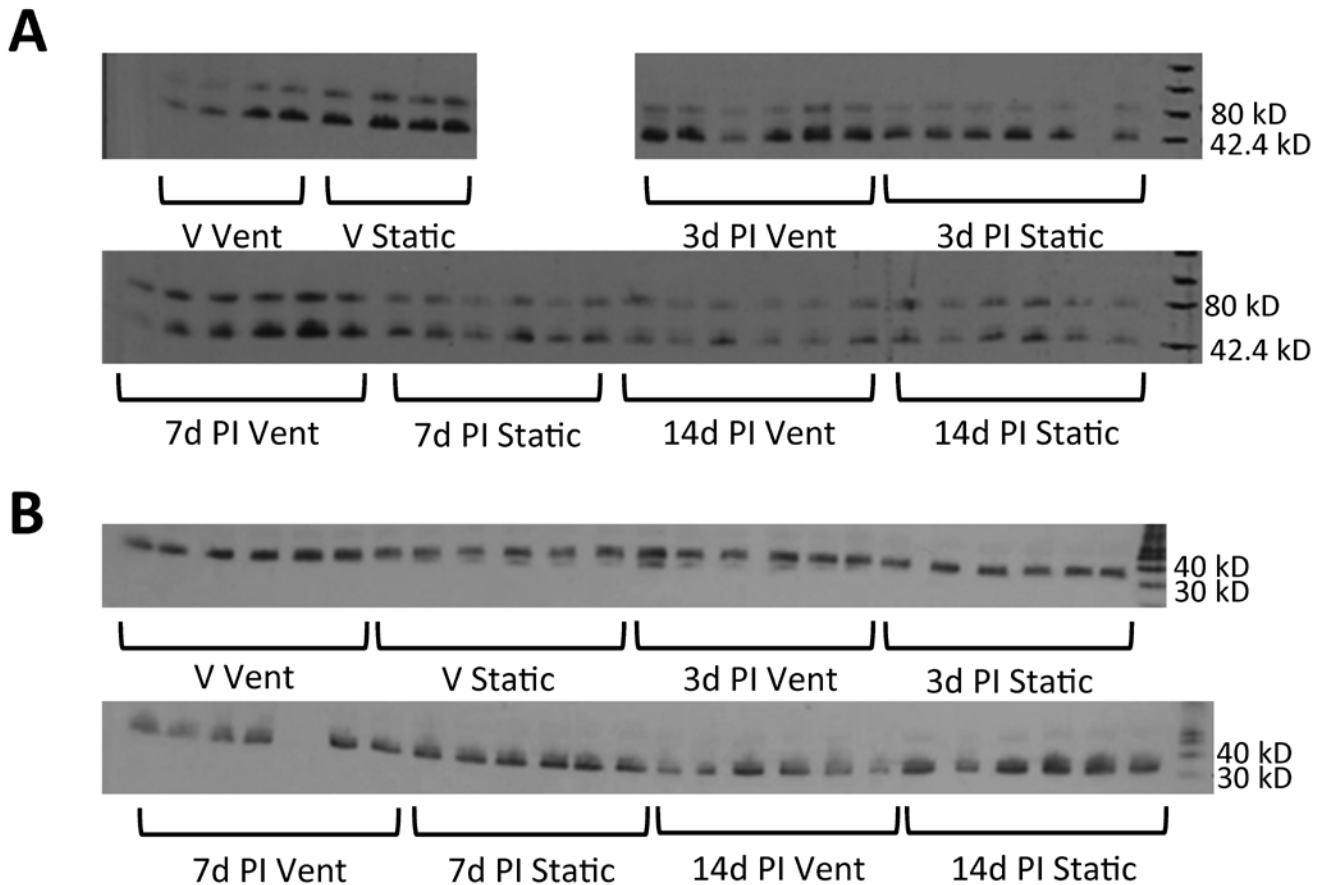 A
80 kD
42.4 kD
V Vent V Static 3d PI Vent 3d PI Static
80 kD
42.4 kD
7d PI Vent 7d PI Static 14d PI Vent 14d PI Static
B
40 kD
30 kD
V Vent V Static 3d PI Vent 3d PI Static
40 kD
30 kD
7d PI Vent 7d PI Static 14d PI Vent 14d PI Static